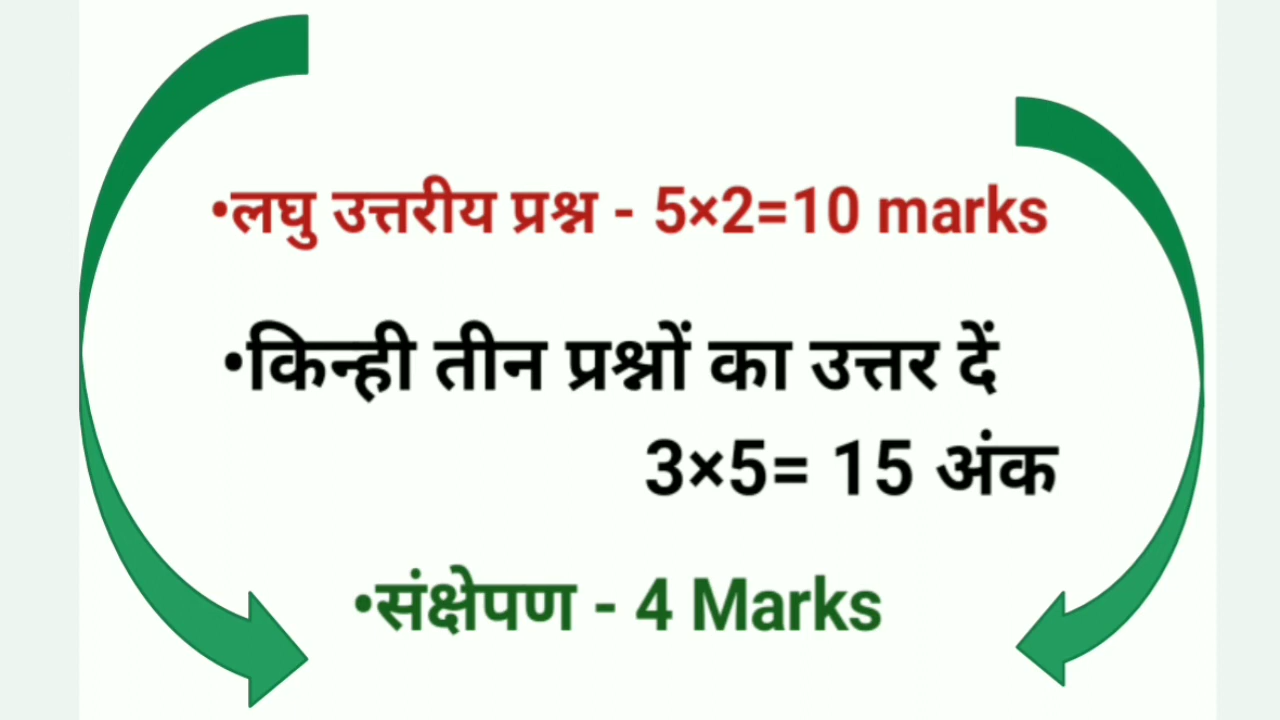 •लघु उत्तरीय प्रश्न - 5×2=10 marks
•किन्ही तीन प्रश्नों का उत्तर दें
3×5= 15 अंक
•संक्षेपण - 4 Marks